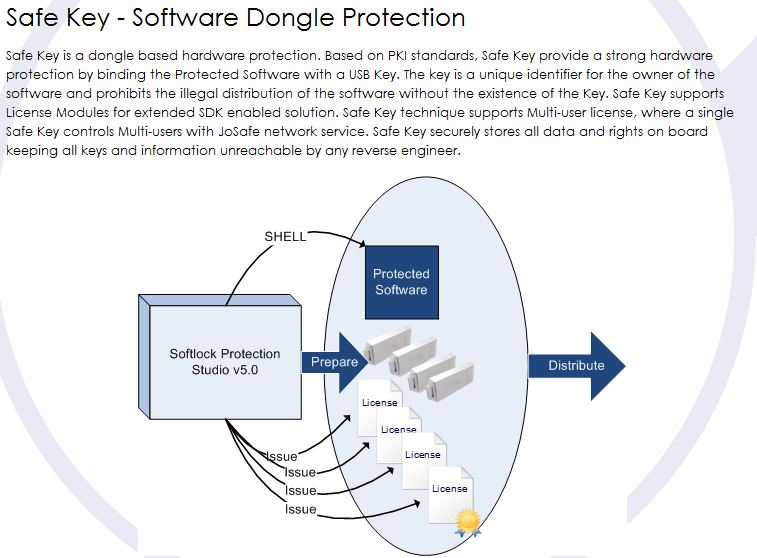 Safe Key - Software Dongle Protection
Safe Key is a dongle based hardware protection. Based on PKI standards, Safe Key provide a strong hardware
protection by binding the Protected Software with a USB Key. The key is a unique identifier for the owner of the
software and prohibits the illegal distribution of the software without the existence of the Key. Safe Key supports
License Modules for extended SDK enabled solution. Safe Key technique supports Multi-user license, where a single
Safe Key controls Multi-users with JoSafe network service. Safe Key securely stores all data and rights on board
keeping all keys and information unreachable by any reverse engineer.
SHELL
Protected
Software
Softlock Protection
Studio v5.0
Prepare
Distribute
License
License
License
License
Issue
Issue
Issue
Issue